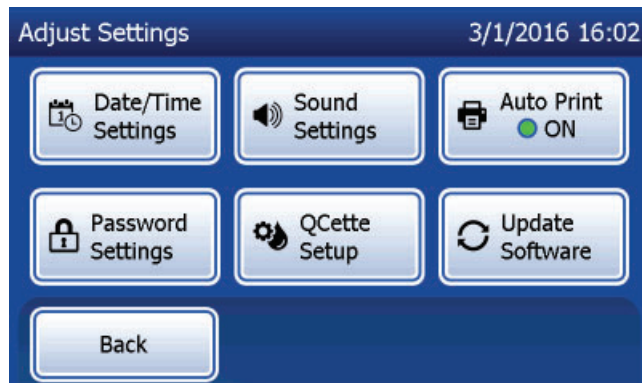 Adjust Settings 3/1/2016 16:02
Date/Time
Settings
Sound
Settings
Auto Print
ON
Password
Settings
QCette
Setup
Update
Software
Back